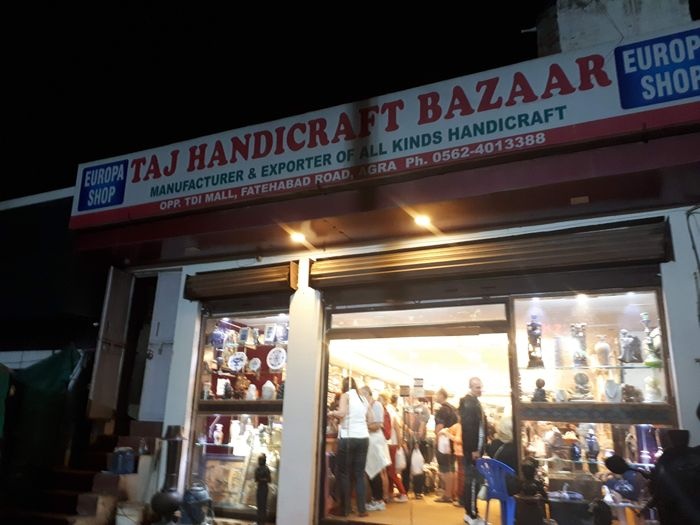 EUROPA
SHOP
TAJ HANDICRAFT BAZAAR
MANUFACTURER & EXPORTER OF ALL KINDS HANDICRAFT
OPP. TDI MALL, FATEHABAD ROAD, AGRA Ph. 0562-4013388
EUROPA
SHOP